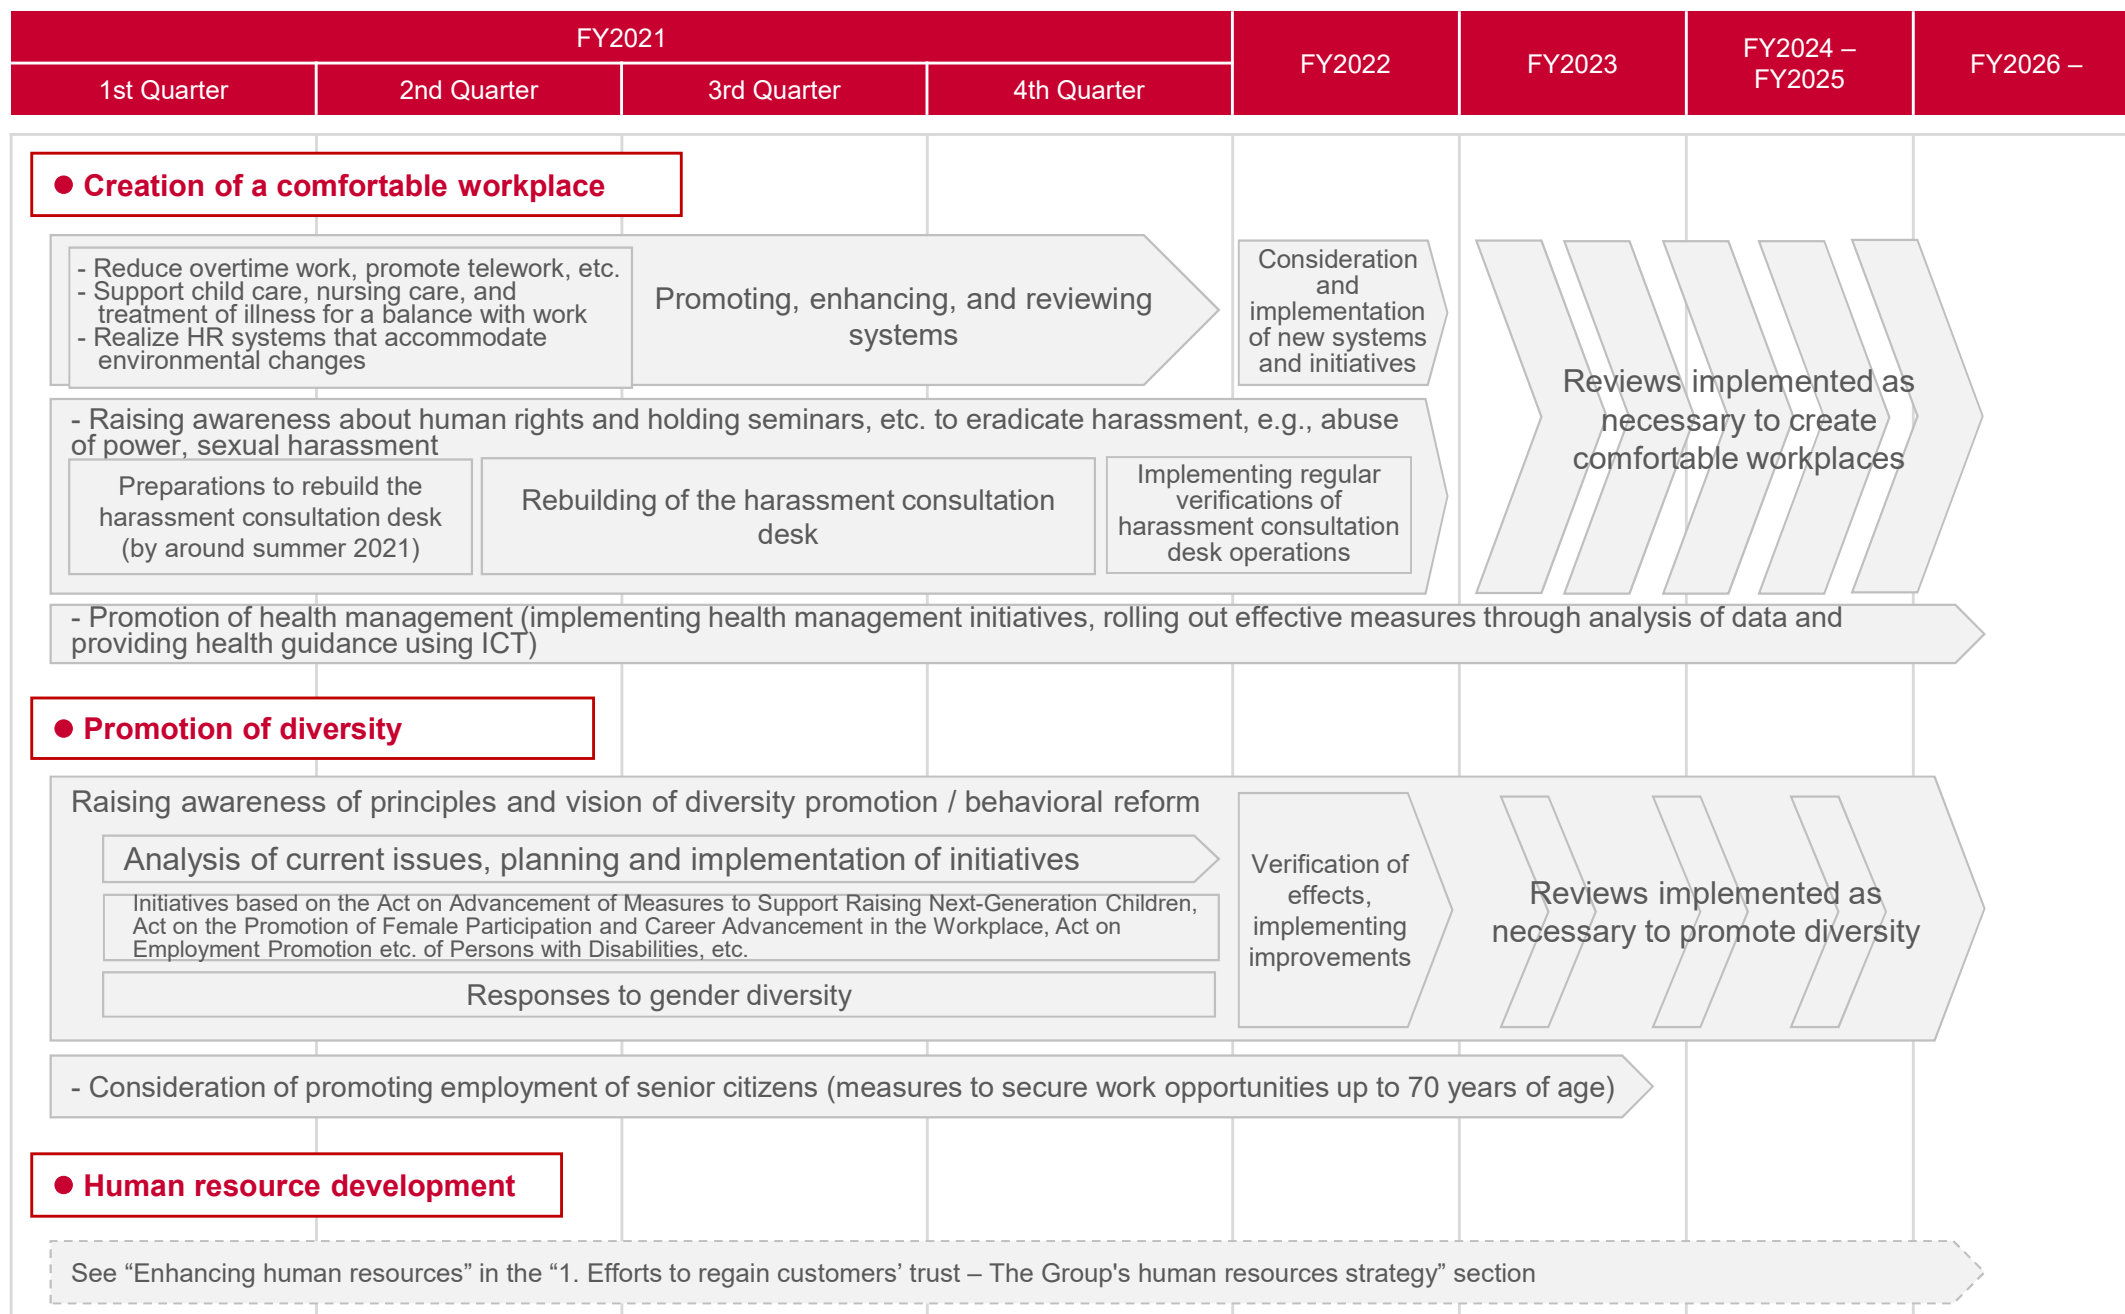 FY2021
FY2022
FY2023
FY2024 –
FY2025
FY2026 –
1st Quarter
2nd Quarter
3rd Quarter
4th Quarter
● Creation of a comfortable workplace
- Reduce overtime work, promote telework, etc.
- Support child care, nursing care, and
treatment of illness for a balance with work
- Realize HR systems that accommodate
environmental changes
Promoting, enhancing, and reviewing
systems
Consideration
and
implementation
of new systems
and initiatives
Reviews implemented as
necessary to create
comfortable workplaces
- Raising awareness about human rights and holding seminars, etc. to eradicate harassment, e.g., abuse
of power, sexual harassment
Preparations to rebuild the
harassment consultation desk
(by around summer 2021)
Rebuilding of the harassment consultation
desk
Implementing regular
verifications of
harassment consultation
desk operations
- Promotion of health management (implementing health management initiatives, rolling out effective measures through analysis of data and
providing health guidance using ICT)
● Promotion of diversity
Raising awareness of principles and vision of diversity promotion / behavioral reform
Analysis of current issues, planning and implementation of initiatives
Initiatives based on the Act on Advancement of Measures to Support Raising Next-Generation Children,
Act on the Promotion of Female Participation and Career Advancement in the Workplace, Act on
Employment Promotion etc. of Persons with Disabilities, etc.
Responses to gender diversity
Verification of
effects,
implementing
improvements
Reviews implemented as
necessary to promote diversity
- Consideration of promoting employment of senior citizens (measures to secure work opportunities up to 70 years of age)
● Human resource development
See “Enhancing human resources” in the “1. Efforts to regain customers’ trust – The Group's human resources strategy” section